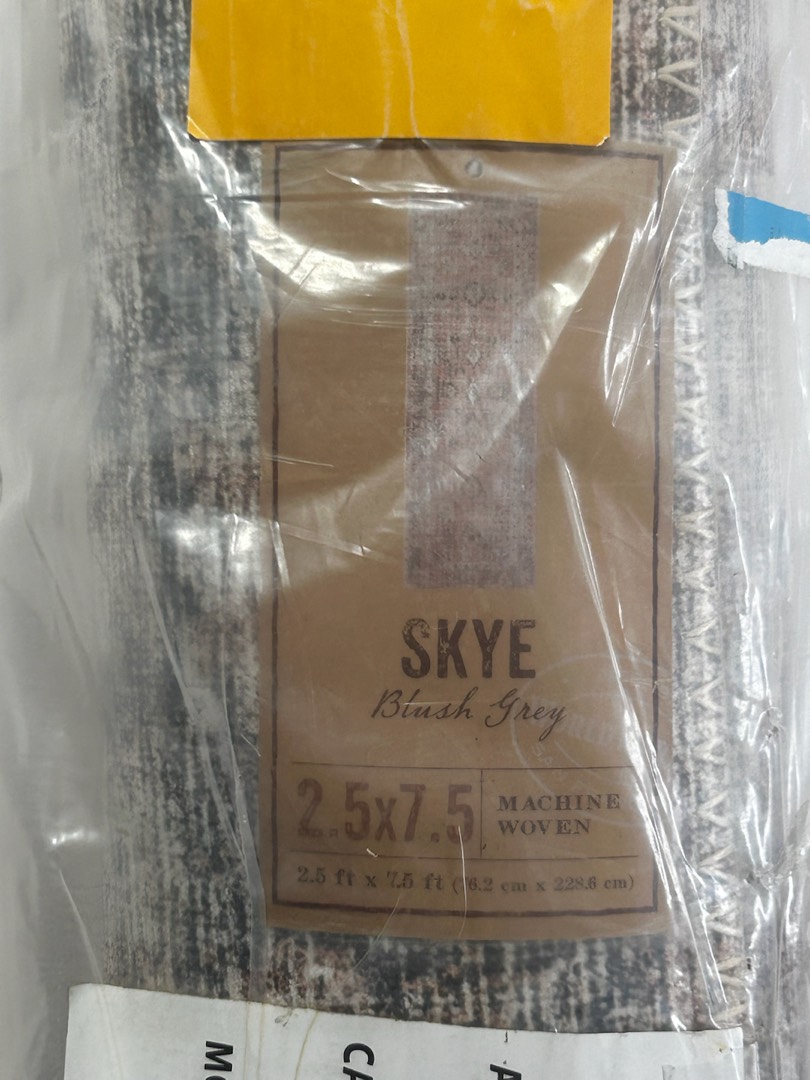 SKYE
Blush Grey
2.5x7.5
MACHINE
WOVEN
2.5 ft x 7.5 ft (76.2 cm x 228.6 cm)